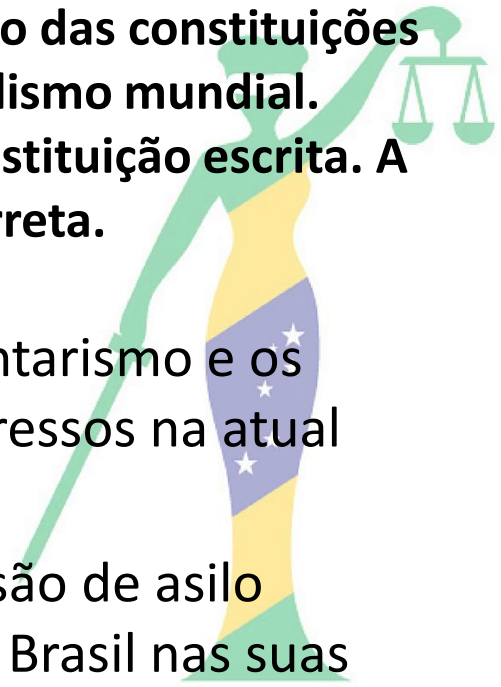 o das constituições
lismo mundial.
stituição escrita. A
rreta.
ntarismo e os
ressos na atual
são de asilo
Brasil nas suas